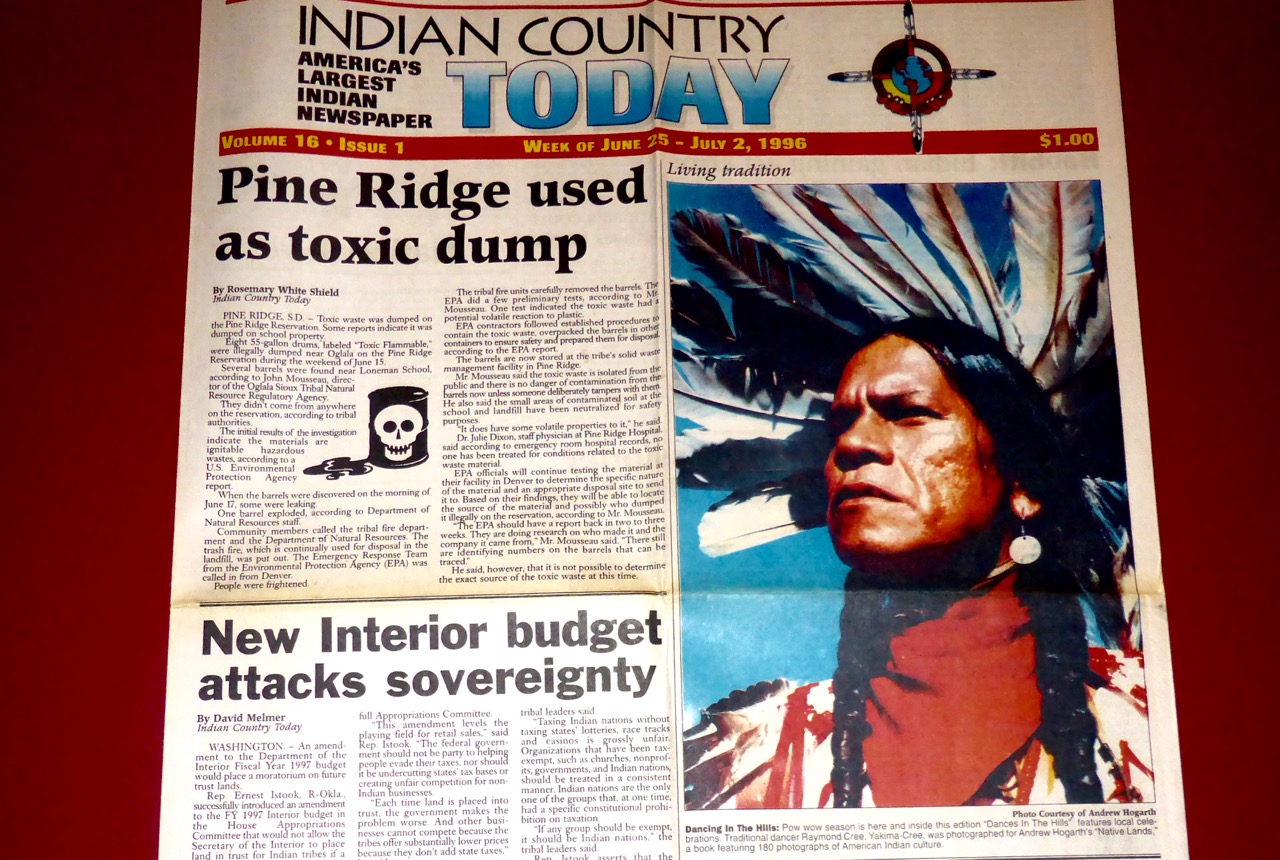 INDIAN COUNTRY
TODAY
AMERICA'S
LARGEST
INDIAN
NEWSPAPER
VOLUME 16 • ISSUE 1
WEEK OF JUNE 25 – JULY 2, 1996
$1.00
Pine Ridge used
as toxic dump
By Rosemary White Shield
Indian Country Today
PINE RIDGE, S.D. – Toxic waste was dumped on
the Pine Ridge Reservation. Some reports indicate it was
dumped on school property.
Eight 55-gallon drums, labeled "Toxic Flammable,"
were illegally dumped near Oglala on the Pine Ridge
Reservation during the weekend of June 15.
Several barrels were found near Loneman School,
according to John Mousseau, direc-
tor of the Oglala Sioux Tribal Natural
Resource Regulatory Agency.
They didn't come from anywhere
on the reservation, according to tribal
authorities.
The initial results of the investigation
indicate the materials are
ignitable hazardous
wastes, according to a
U.S. Environmental
Protection Agency
report.
When the barrels were discovered on the morning of
June 17, some were leaking.
One barrel exploded, according to Department of
Natural Resources staff.
Community members called the tribal fire depart-
ment and the Department of Natural Resources. The
trash fire, which is continually used for disposal in the
landfill, was put out. The Emergency Response Team
from the Environmental Protection Agency (EPA) was
called in from Denver.
People were frightened.
The tribal fire units carefully removed the barrels. The
EPA did a few preliminary tests, according to Mr.
Mousseau. One test indicated the toxic waste had a
potential volatile reaction to plastic.
EPA contractors followed established procedures to
contain the toxic waste, overpacked the barrels in other
containers to ensure safety and prepared them for disposal,
according to the EPA report.
The barrels are now stored at the tribe's solid waste
management facility in Pine Ridge.
Mr. Mousseau said the toxic waste is isolated from the
public and there is no danger of contamination from the
barrels now unless someone deliberately tampers with them.
He also said the small areas of contaminated soil at the
school and landfill have been neutralized for safety
purposes.
"It does have some volatile properties to it," he said.
Dr. Julie Dixon, staff physician at Pine Ridge Hospital,
said according to emergency room hospital records, no
one has been treated for conditions related to the toxic
waste material.
EPA officials will continue testing the material at
their facility in Denver to determine the specific nature
of the material and an appropriate disposal site to send
it to. Based on their findings, they will be able to locate
the source of the material and possibly who dumped
it illegally on the reservation, according to Mr. Mousseau.
"The EPA should have a report back in two to three
weeks. They are doing research on who made it and the
company it came from," Mr. Mousseau said. "There still
are identifying numbers on the barrels that can be
traced."
He said, however, that it is not possible to determine
the exact source of the toxic waste at this time.
Living tradition
Photo Courtesy of Andrew Hogarth
Dancing In The Hills: Pow wow season is here and inside this edition "Dances In The Hills" features local cele-
brations. Traditional dancer Raymond Cree, Yakima-Cree, was photographed for Andrew Hogarth's "Native Lands,"
a book featuring 180 photographs of American Indian culture.
New Interior budget
attacks sovereignty
By David Melmer
Indian Country Today
WASHINGTON. – An amend-
ment to the Department of the
Interior Fiscal Year 1997 budget
would place a moratorium on future
trust lands.
Rep Ernest Istook, R-Okla.,
successfully introduced an amendment
to the FY 1997 Interior budget in
the House Appropriations
Committee that would not allow the
Secretary of the Interior to place
land in trust for Indian tribes if a
full Appropriations Committee.
"This amendment levels the
playing field for retail sales," said
Rep. Istook. "The federal govern-
ment should not be party to helping
people evade their taxes, nor should
it be undercutting states' tax bases or
creating unfair competition for non-
Indian businesses.
"Each time land is placed into
trust, the government makes the
problem worse. And other busi-
nesses cannot compete because the
tribes offer substantially lower prices
because they don't add state taxes,"
tribal leaders said.
"Taxing Indian nations without
taxing states' lotteries, race tracks
and casinos is grossly unfair.
Organizations that have been tax-
exempt, such as churches, nonprof-
its, governments, and Indian nations,
should be treated in a consistent
manner. Indian nations are the only
one of the groups that, at one time,
had a specific constitutional prohi-
bition on taxation.
"If any group should be exempt,
it should be Indian nations," the
tribal leaders said.
Rep. Istook asserts that the